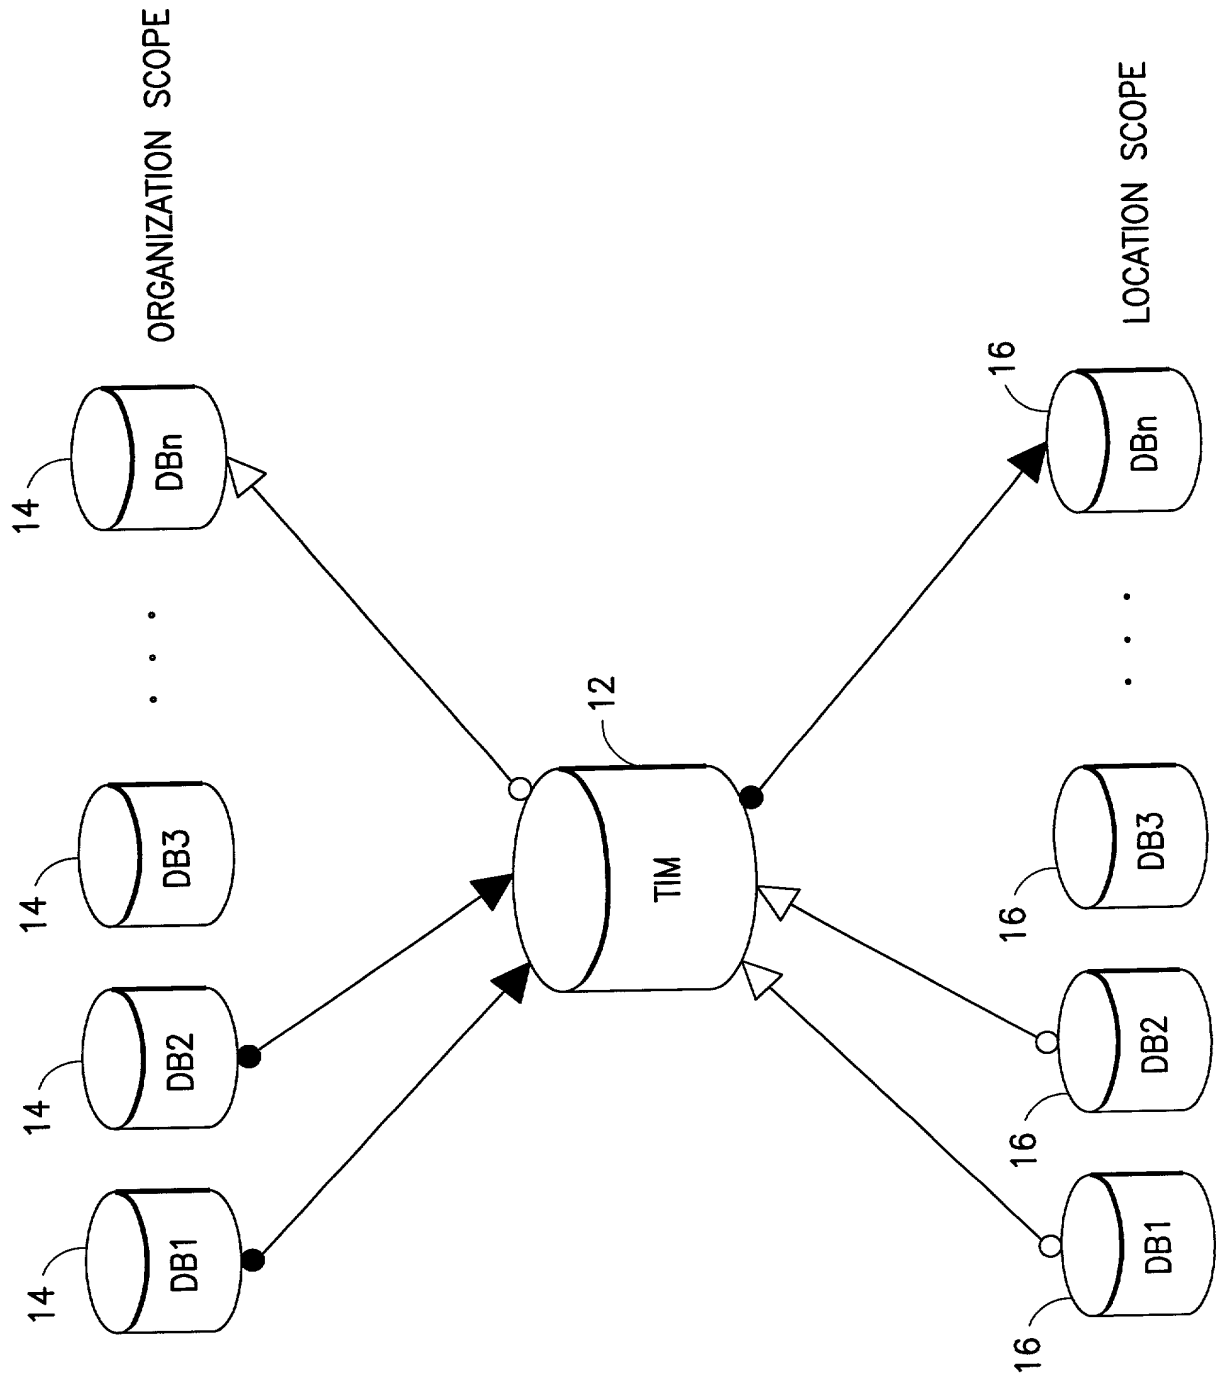 14
14
14
14
DB1
DB2
DB3
. . .
DBn
ORGANIZATION SCOPE
12
TIM
16
16
16
16
DB1
DB2
DB3
. . .
DBn
LOCATION SCOPE